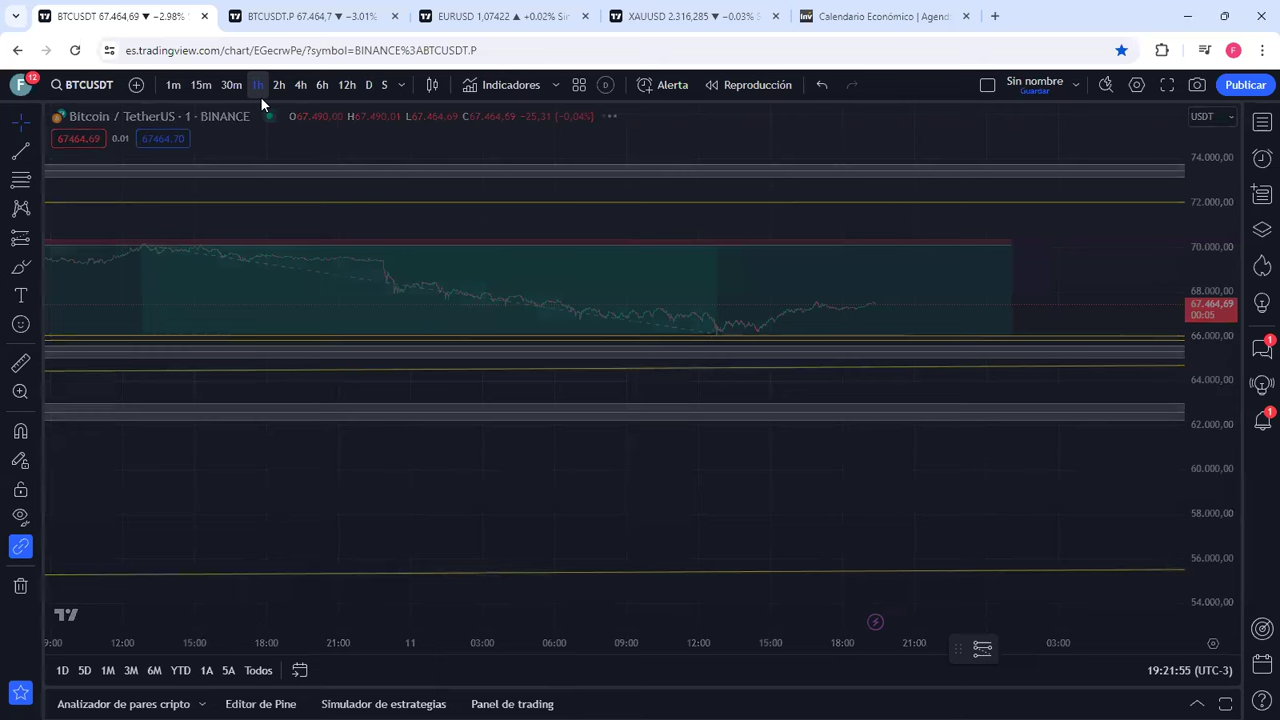 BTCUSDT 67.464,69 ▼ −2.98%
BTCUSDT.P 67.464,7 ▼ −3.01%
EURUSD 1,07422 ▲ +0.02%
XAUUSD 2.316,285 ▼ −0.03%
Calendario Económico | Agend
es.tradingview.com/chart/EGecrwPe/?symbol=BINANCE%3ABTCUSDT.P
F
F
12
BTCUSDT
1m 15m 30m 1h 2h 4h 6h 12h D S
Indicadores
D
Alerta
Reproducción
Sin nombre
Guardar
Publicar
Bitcoin / TetherUS · 1 · BINANCE
O67.490,00 H67.490,01 L67.464.69 C67.464,69 −25,31 (−0,04%)
USDT
67464.69 0.01 67464.70
74.000,00
72.000,00
70.000,00
68.000,00
67.464,69
00:05
66.000,00
64.000,00
62.000,00
60.000,00
58.000,00
56.000,00
54.000,00
1
1
9:00 12:00 15:00 18:00 21:00 11 03:00 06:00 09:00 12:00 15:00 18:00 21:00 03:00
1D 5D 1M 3M 6M YTD 1A 5A Todos
19:21:55 (UTC-3)
Analizador de pares cripto
Editor de Pine
Simulador de estrategias
Panel de trading